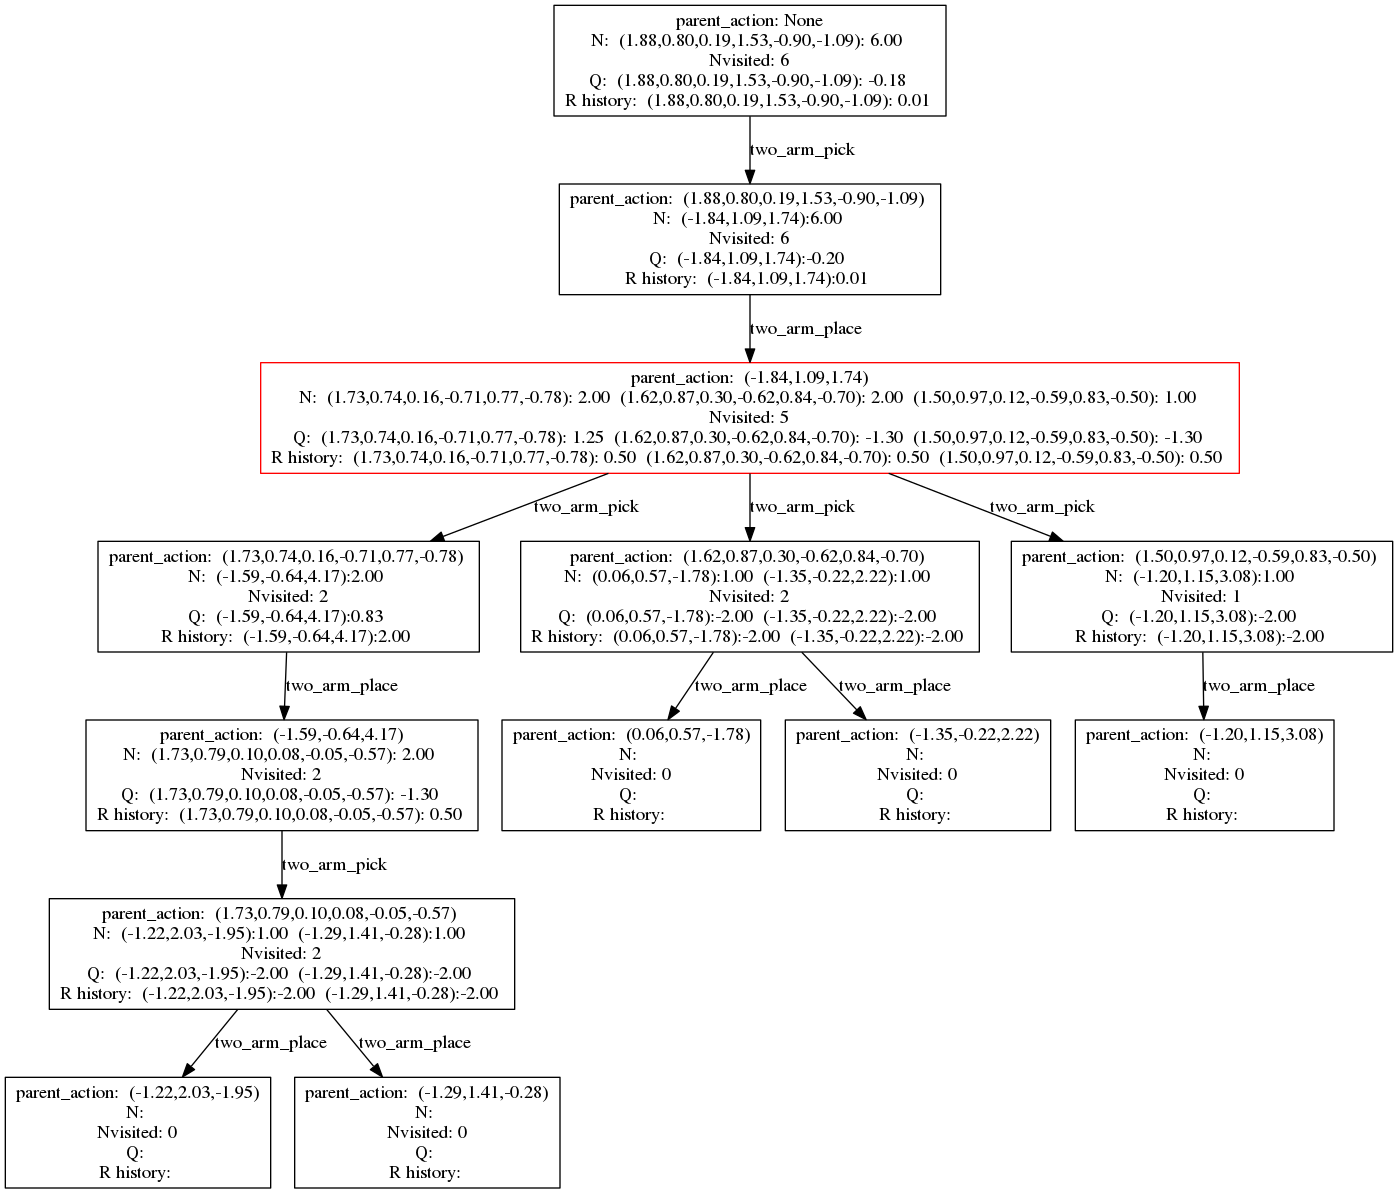 parent_action: None
N: (1.88,0.80,0.19,1.53,-0.90,-1.09): 6.00
Nvisited: 6
Q: (1.88,0.80,0.19,1.53,-0.90,-1.09): -0.18
R history: (1.88,0.80,0.19,1.53,-0.90,-1.09): 0.01
two_arm_pick
parent_action: (1.88,0.80,0.19,1.53,-0.90,-1.09)
N: (-1.84,1.09,1.74):6.00
Nvisited: 6
Q: (-1.84,1.09,1.74):-0.20
R history: (-1.84,1.09,1.74):0.01
two_arm_place
parent_action: (-1.84,1.09,1.74)
N: (1.73,0.74,0.16,-0.71,0.77,-0.78): 2.00 (1.62,0.87,0.30,-0.62,0.84,-0.70): 2.00 (1.50,0.97,0.12,-0.59,0.83,-0.50): 1.00
Nvisited: 5
Q: (1.73,0.74,0.16,-0.71,0.77,-0.78): 1.25 (1.62,0.87,0.30,-0.62,0.84,-0.70): -1.30 (1.50,0.97,0.12,-0.59,0.83,-0.50): -1.30
R history: (1.73,0.74,0.16,-0.71,0.77,-0.78): 0.50 (1.62,0.87,0.30,-0.62,0.84,-0.70): 0.50 (1.50,0.97,0.12,-0.59,0.83,-0.50): 0.50
two_arm_pick
two_arm_pick
two_arm_pick
parent_action: (1.73,0.74,0.16,-0.71,0.77,-0.78)
N: (-1.59,-0.64,4.17):2.00
Nvisited: 2
Q: (-1.59,-0.64,4.17):0.83
R history: (-1.59,-0.64,4.17):2.00
parent_action: (1.62,0.87,0.30,-0.62,0.84,-0.70)
N: (0.06,0.57,-1.78):1.00 (-1.35,-0.22,2.22):1.00
Nvisited: 2
Q: (0.06,0.57,-1.78):-2.00 (-1.35,-0.22,2.22):-2.00
R history: (0.06,0.57,-1.78):-2.00 (-1.35,-0.22,2.22):-2.00
parent_action: (1.50,0.97,0.12,-0.59,0.83,-0.50)
N: (-1.20,1.15,3.08):1.00
Nvisited: 1
Q: (-1.20,1.15,3.08):-2.00
R history: (-1.20,1.15,3.08):-2.00
two_arm_place
two_arm_place
two_arm_place
two_arm_place
parent_action: (-1.59,-0.64,4.17)
N: (1.73,0.79,0.10,0.08,-0.05,-0.57): 2.00
Nvisited: 2
Q: (1.73,0.79,0.10,0.08,-0.05,-0.57): -1.30
R history: (1.73,0.79,0.10,0.08,-0.05,-0.57): 0.50
parent_action: (0.06,0.57,-1.78)
N:
Nvisited: 0
Q:
R history:
parent_action: (-1.35,-0.22,2.22)
N:
Nvisited: 0
Q:
R history:
parent_action: (-1.20,1.15,3.08)
N:
Nvisited: 0
Q:
R history:
two_arm_pick
parent_action: (1.73,0.79,0.10,0.08,-0.05,-0.57)
N: (-1.22,2.03,-1.95):1.00 (-1.29,1.41,-0.28):1.00
Nvisited: 2
Q: (-1.22,2.03,-1.95):-2.00 (-1.29,1.41,-0.28):-2.00
R history: (-1.22,2.03,-1.95):-2.00 (-1.29,1.41,-0.28):-2.00
two_arm_place
two_arm_place
parent_action: (-1.22,2.03,-1.95)
N:
Nvisited: 0
Q:
R history:
parent_action: (-1.29,1.41,-0.28)
N:
Nvisited: 0
Q:
R history: